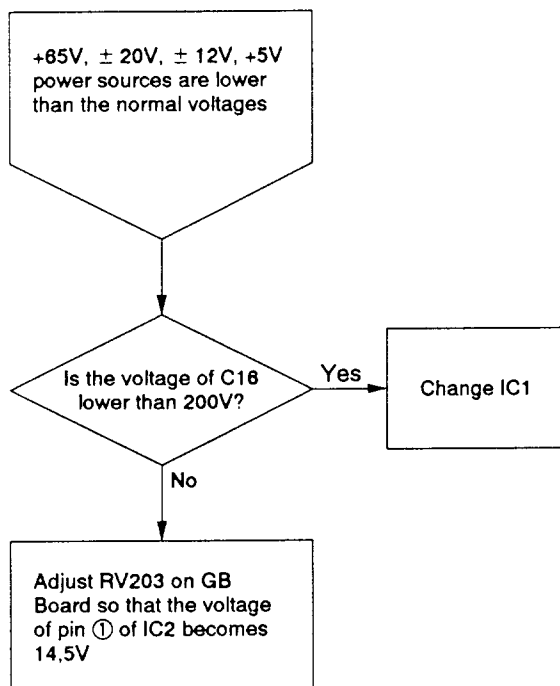 +65V, ± 20V, ± 12V, +5V
power sources are lower
than the normal voltages
Is the voltage of C16
lower than 200V?
Yes
Change IC1
No
Adjust RV203 on GB
Board so that the voltage
of pin ① of IC2 becomes
14,5V